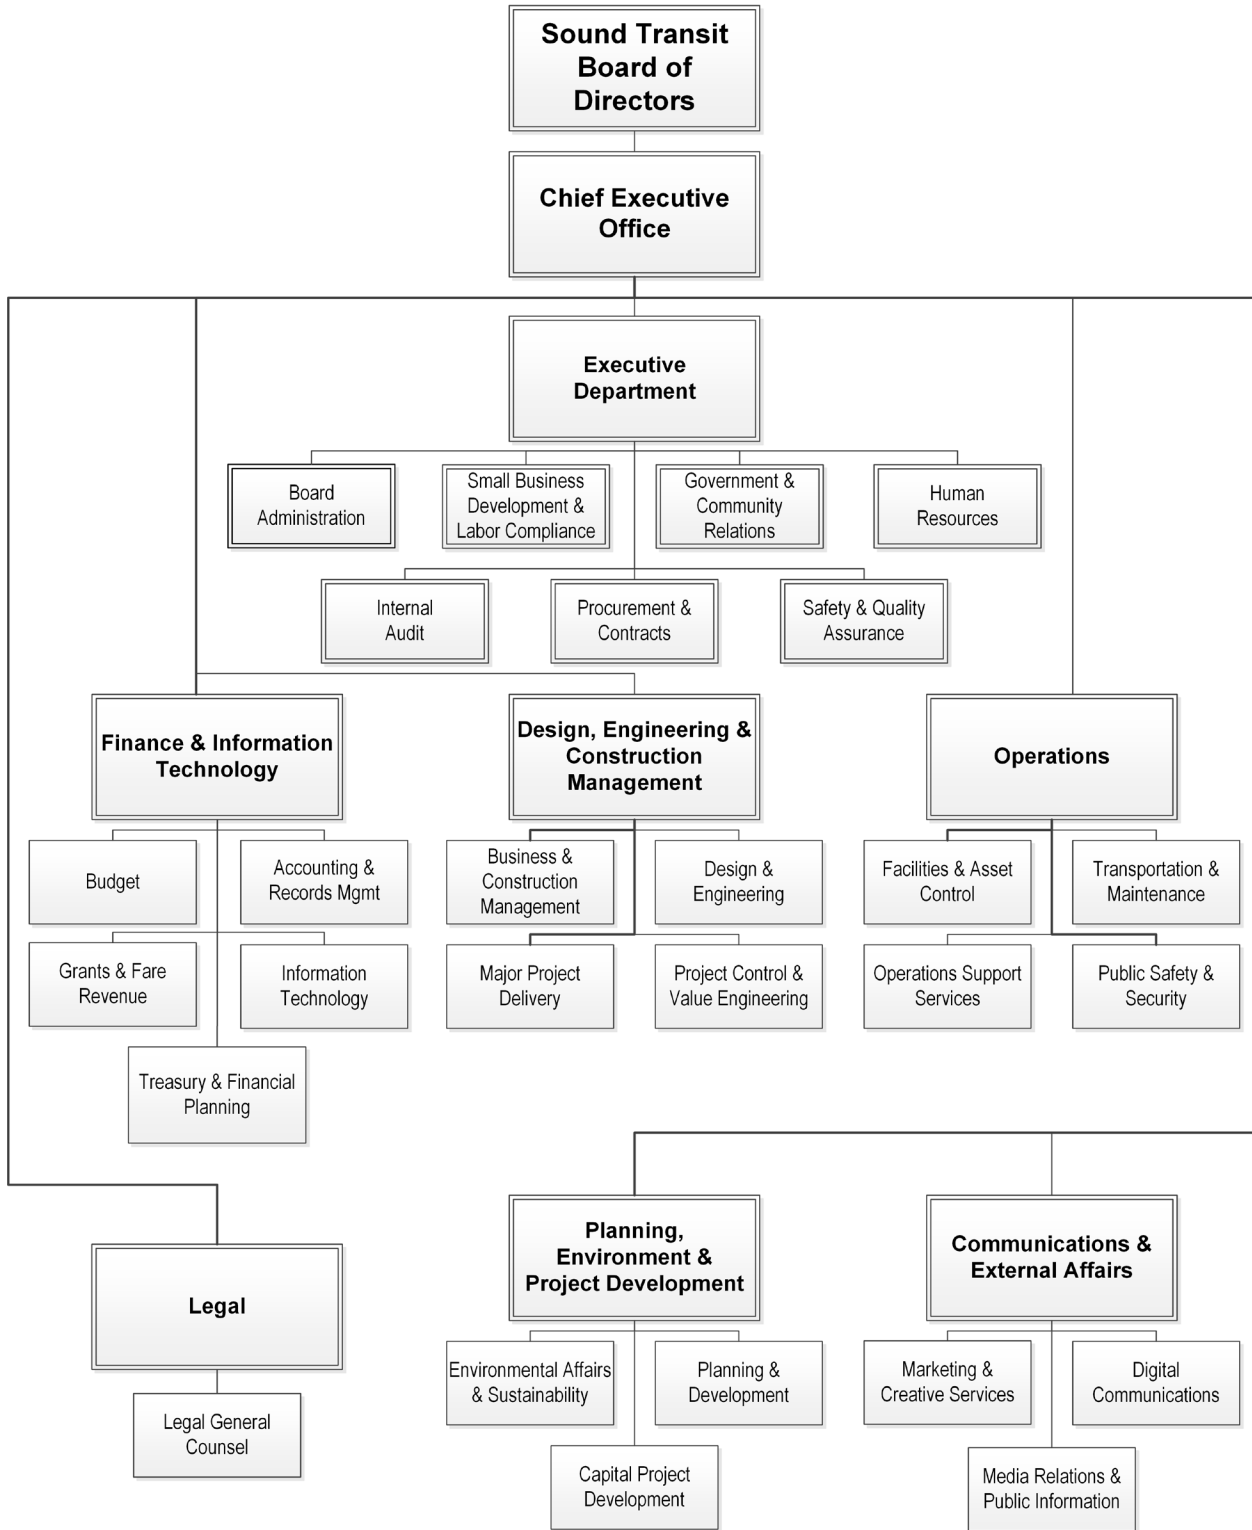 Sound Transit
Board of
Directors
Chief Executive
Office
Executive
Department
Board
Administration
Small Business
Development &
Labor Compliance
Government &
Community
Relations
Human
Resources
Internal
Audit
Procurement &
Contracts
Safety & Quality
Assurance
Finance & Information
Technology
Design, Engineering &
Construction
Management
Operations
Budget
Accounting &
Records Mgmt
Business &
Construction
Management
Design &
Engineering
Facilities & Asset
Control
Transportation &
Maintenance
Grants & Fare
Revenue
Information
Technology
Major Project
Delivery
Project Control &
Value Engineering
Operations Support
Services
Public Safety &
Security
Treasury & Financial
Planning
Legal
Planning,
Environment &
Project Development
Communications &
External Affairs
Legal General
Counsel
Environmental Affairs
& Sustainability
Planning &
Development
Marketing &
Creative Services
Digital
Communications
Capital Project
Development
Media Relations &
Public Information